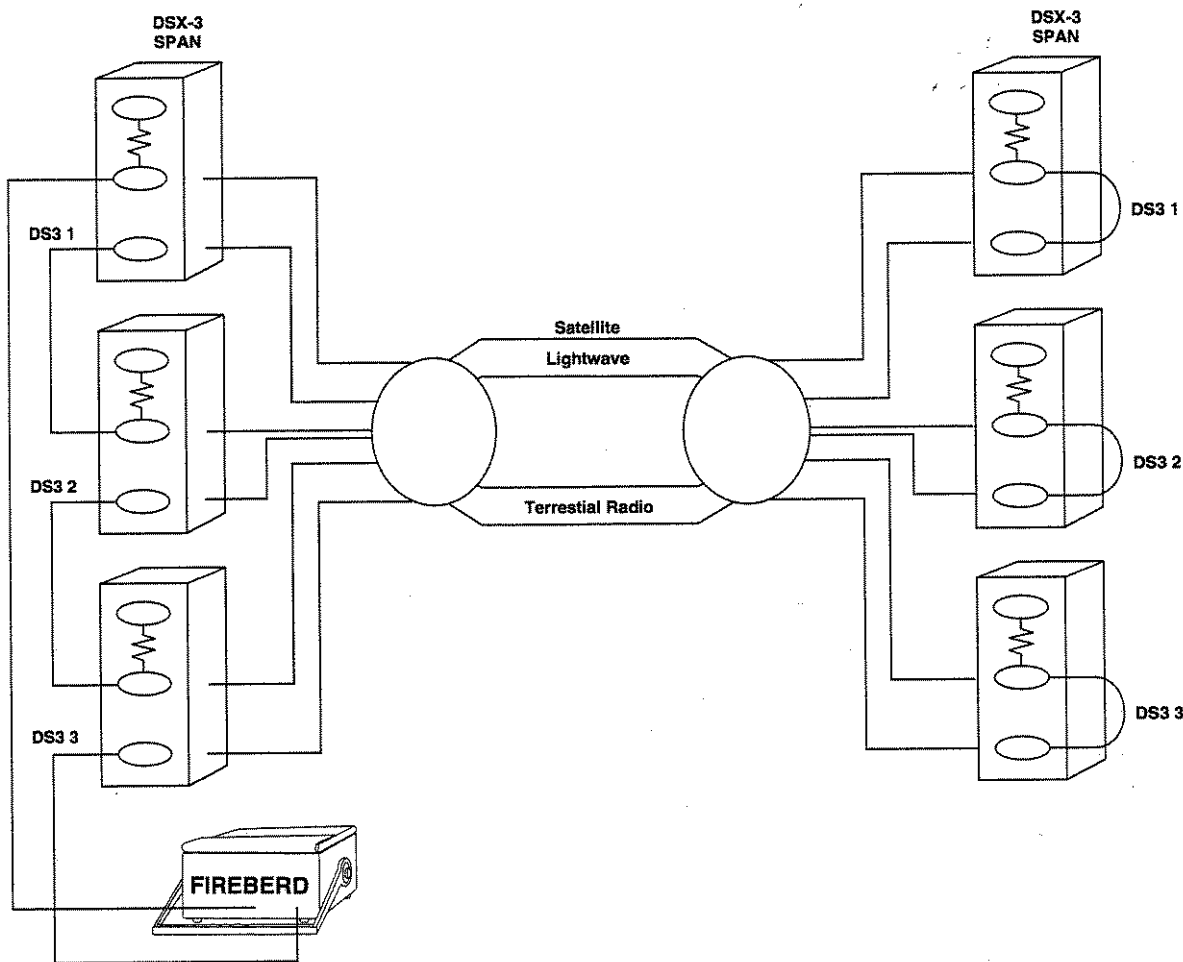 DSX-3
SPAN
DSX-3
SPAN
DS3 1
DS3 1
Satellite
Lightwave
DS3 2
DS3 2
Terrestial Radio
DS3 3
DS3 3
FIREBERD